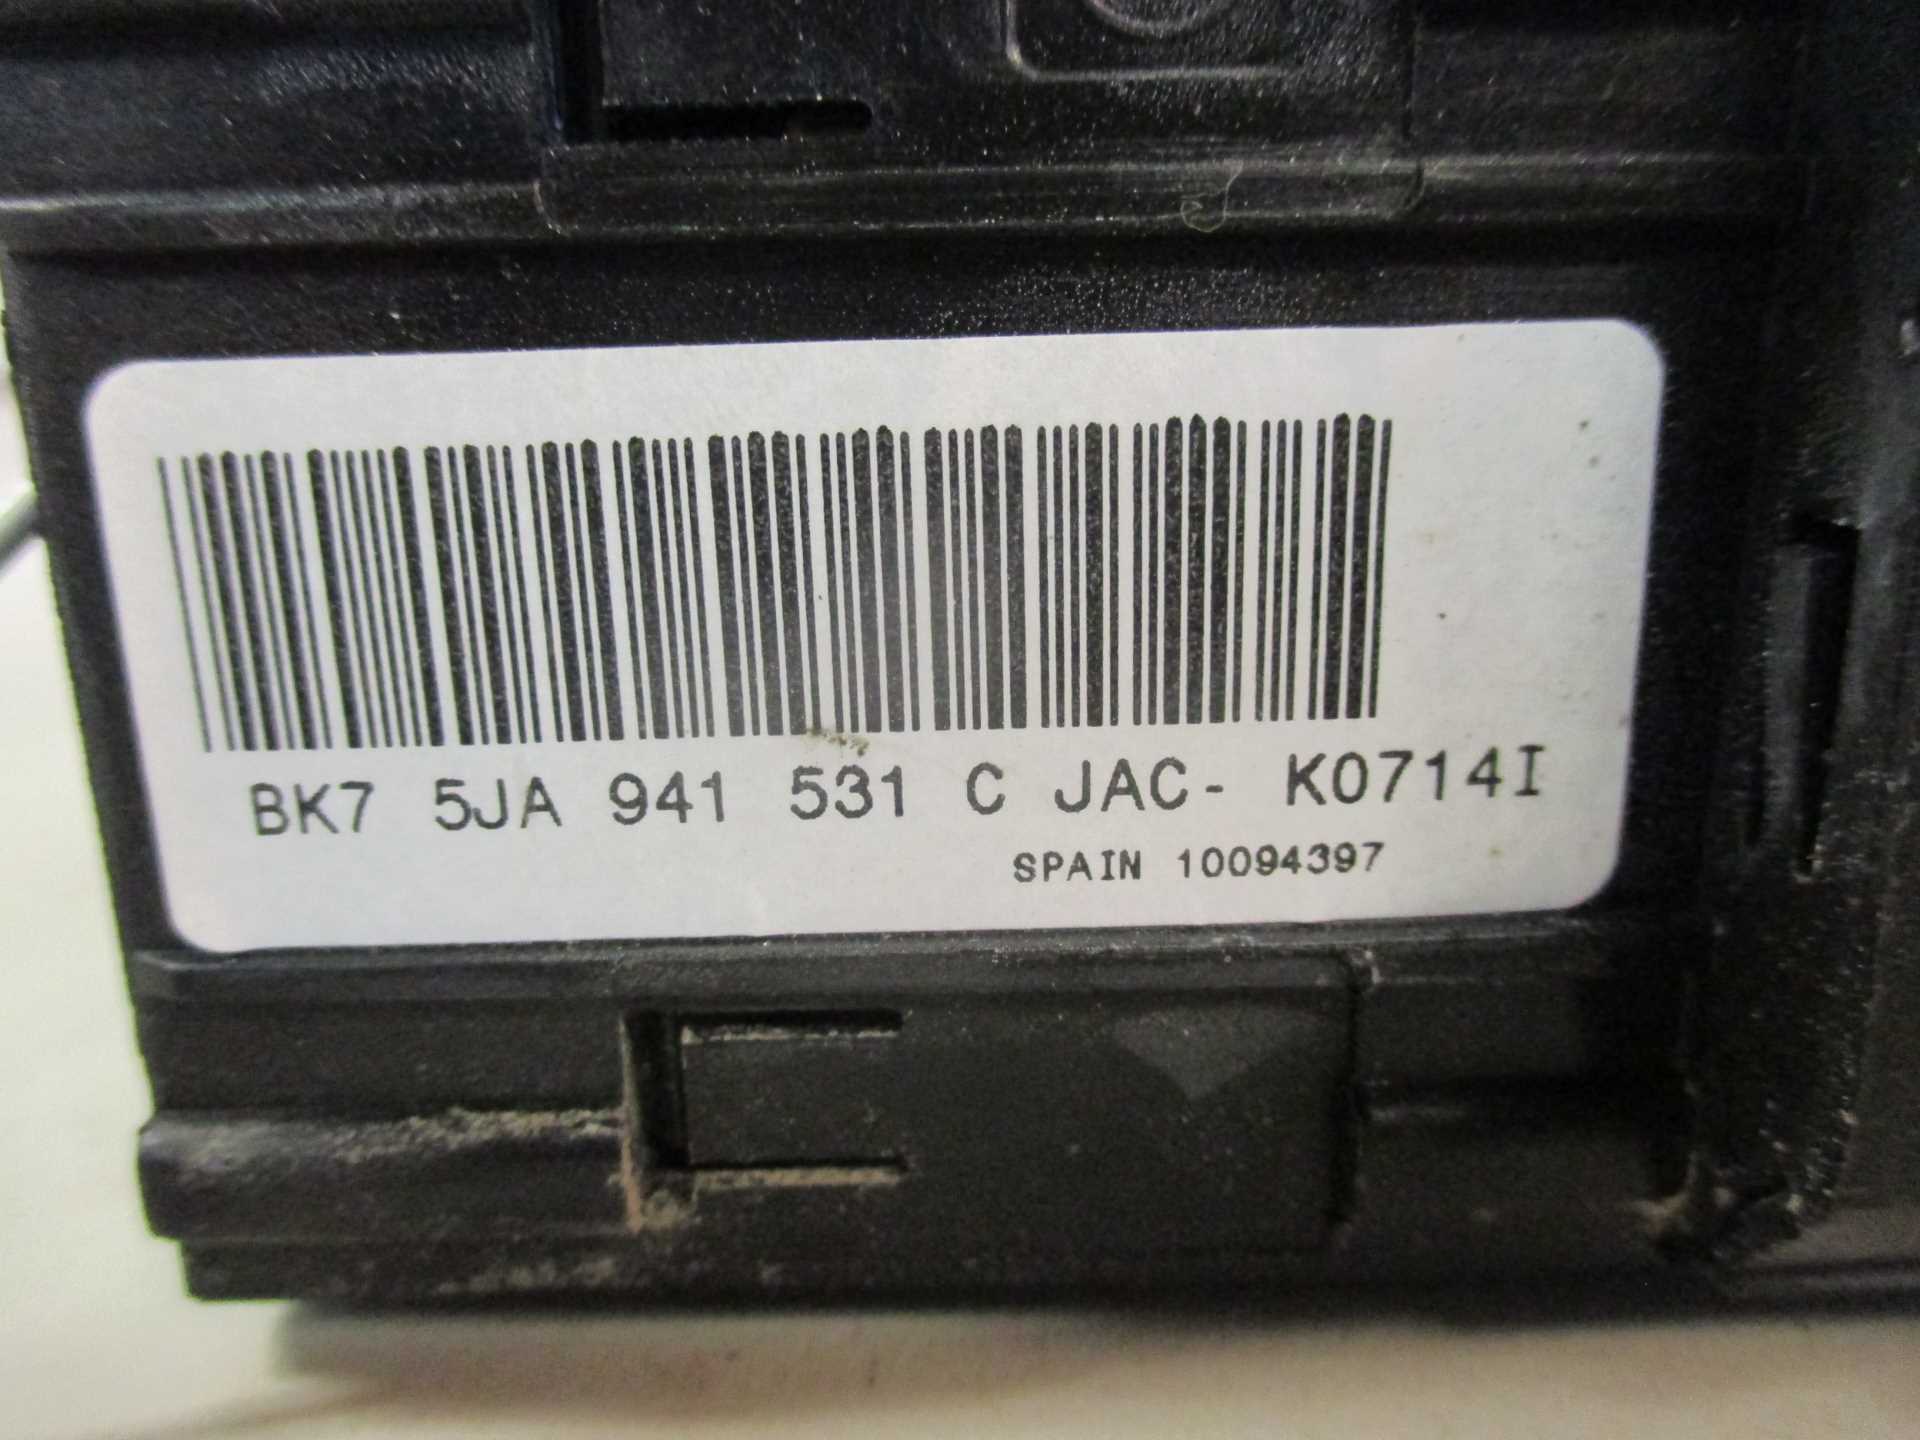 BK7 5JA 941 531 C JAC- K0714I
SPAIN 10094397